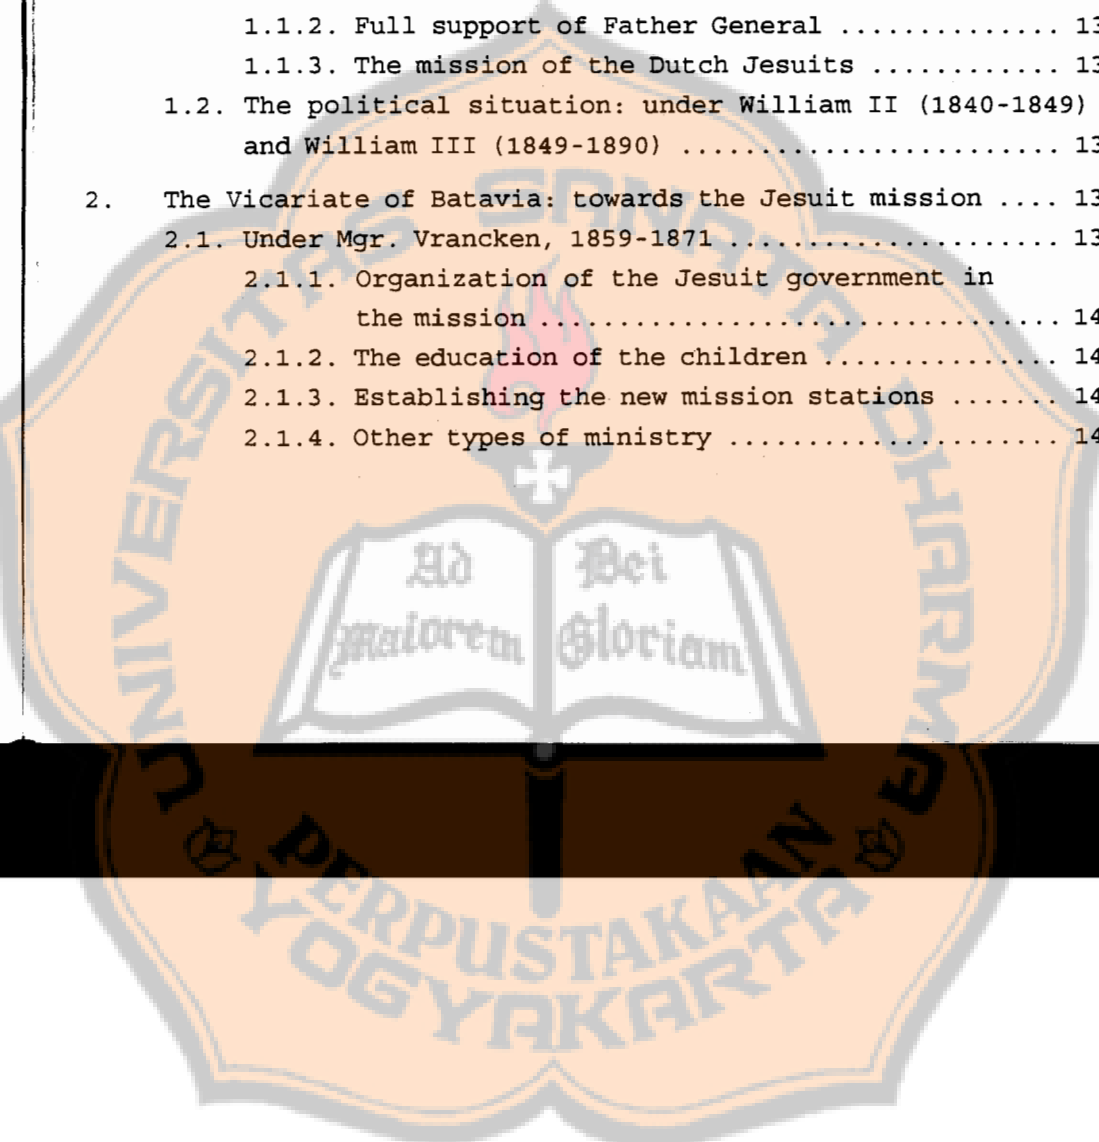 1.1.2. Full support of Father General .............. 13
1.1.3. The mission of the Dutch Jesuits ............ 13
1.2. The political situation: under William II (1840-1849)
and William III (1849-1890) ........................ 13
2. The Vicariate of Batavia: towards the Jesuit mission .... 13
2.1. Under Mgr. Vrancken, 1859-1871 ..................... 13
2.1.1. Organization of the Jesuit government in
the mission ................................. 14
2.1.2. The education of the children ............... 14
2.1.3. Establishing the new mission stations ....... 14
2.1.4. Other types of ministry ..................... 14
UNIVERSITAS SANATA DHARMA
Ad Dei
maiorem Gloriam
PERPUSTAKAAN
YOGYAKARTA